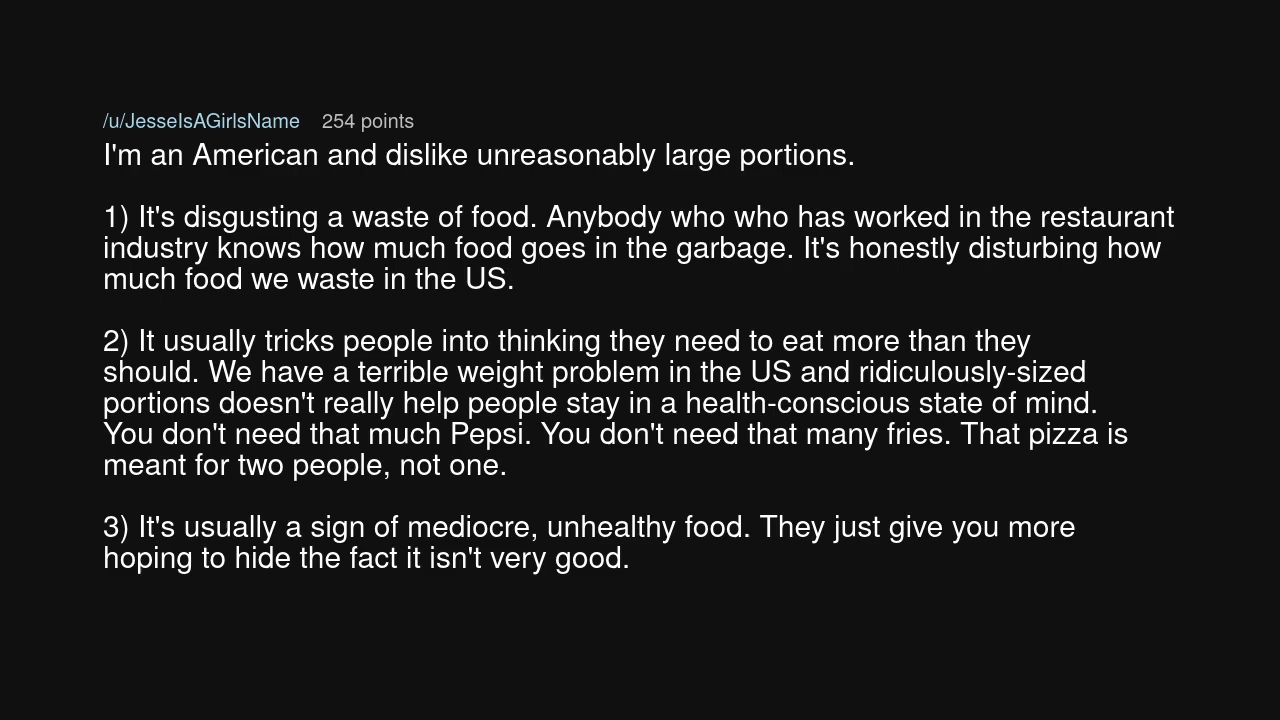 /u/JesseIsAGirlsName 254 points
I'm an American and dislike unreasonably large portions.
1) It's disgusting a waste of food. Anybody who who has worked in the restaurant
industry knows how much food goes in the garbage. It's honestly disturbing how
much food we waste in the US.
2) It usually tricks people into thinking they need to eat more than they
should. We have a terrible weight problem in the US and ridiculously-sized
portions doesn't really help people stay in a health-conscious state of mind.
You don't need that much Pepsi. You don't need that many fries. That pizza is
meant for two people, not one.
3) It's usually a sign of mediocre, unhealthy food. They just give you more
hoping to hide the fact it isn't very good.